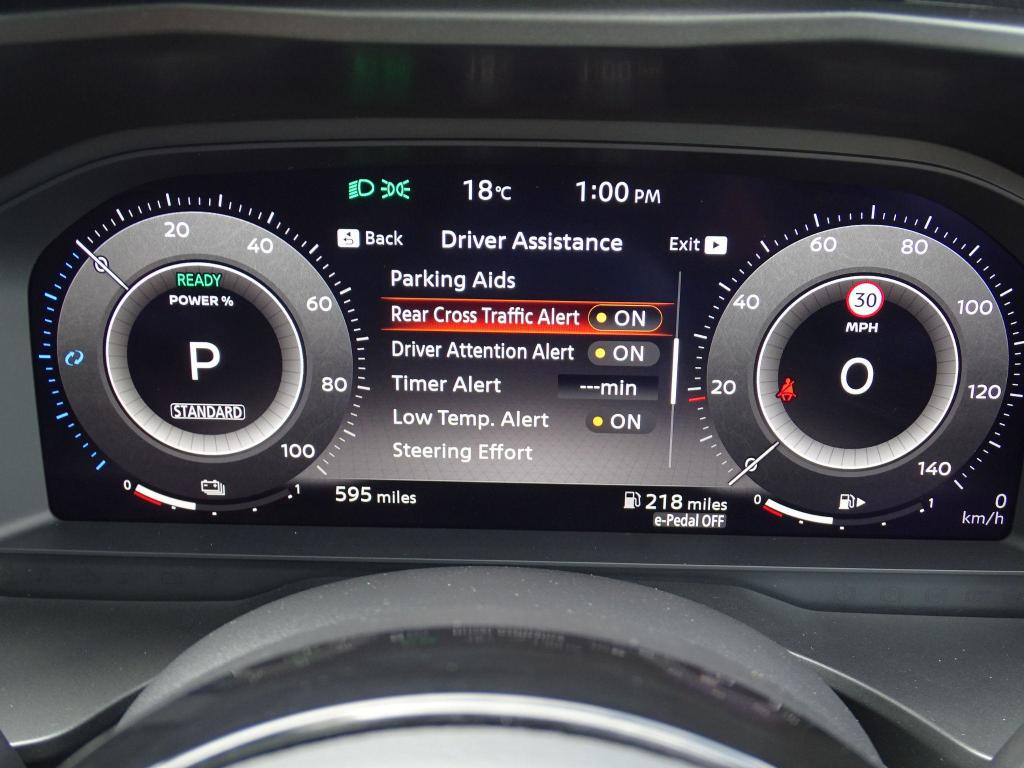 18°C 1:00 PM
Back Driver Assistance Exit
Parking Aids
Rear Cross Traffic Alert ON
Driver Attention Alert ON
Timer Alert ---min
Low Temp. Alert ON
Steering Effort
595 miles
218 miles
e-Pedal OFF
0 20 40 60 80 100
READY
POWER %
P
STANDARD
0 1
20 40 60 80 100 120 140
30
MPH
0
0 1
0
km/h